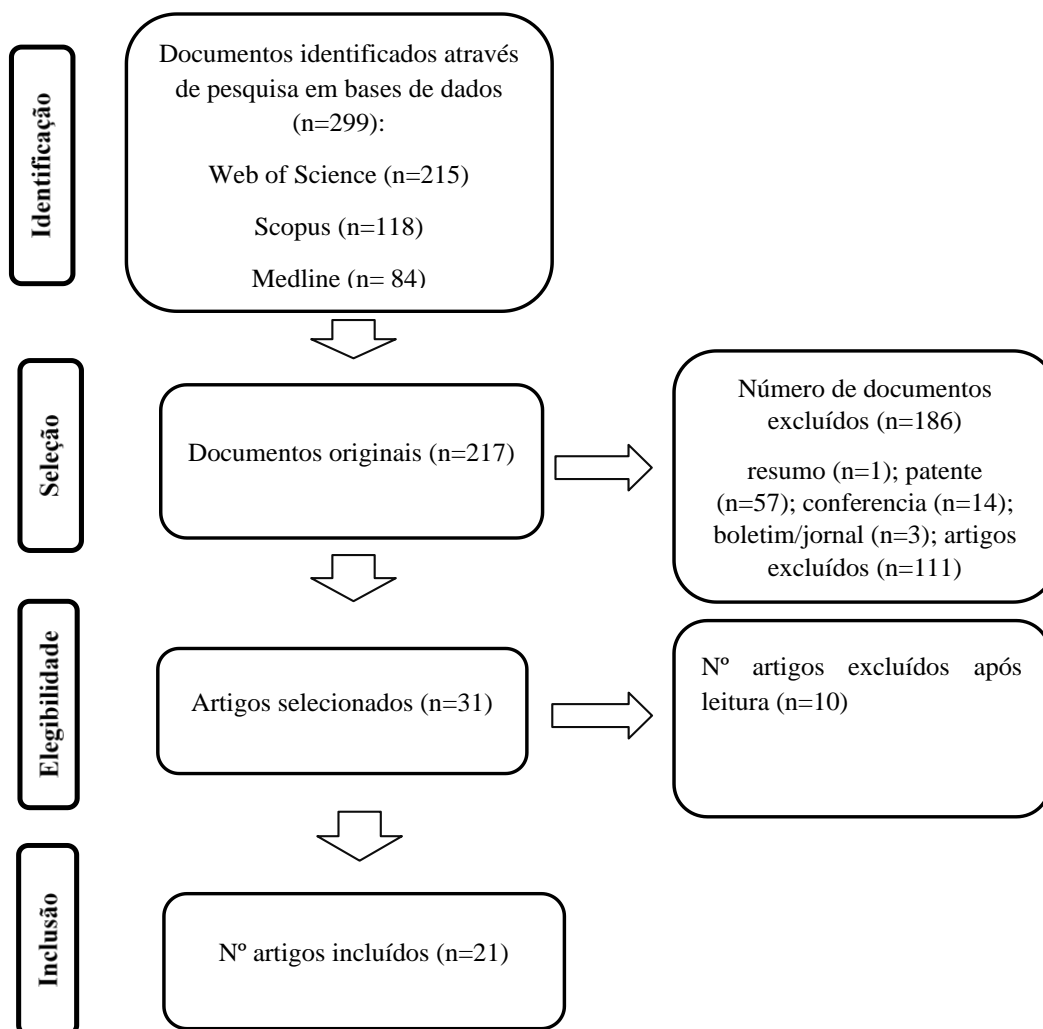 Identificação
Documentos identificados através
de pesquisa em bases de dados
(n=299):
Web of Science (n=215)
Scopus (n=118)
Medline (n= 84)
Seleção
Documentos originais (n=217)
Número de documentos
excluídos (n=186)
resumo (n=1); patente
(n=57); conferencia (n=14);
boletim/jornal (n=3); artigos
excluídos (n=111)
Elegibilidade
Artigos selecionados (n=31)
Nº artigos excluídos após
leitura (n=10)
Inclusão
Nº artigos incluídos (n=21)